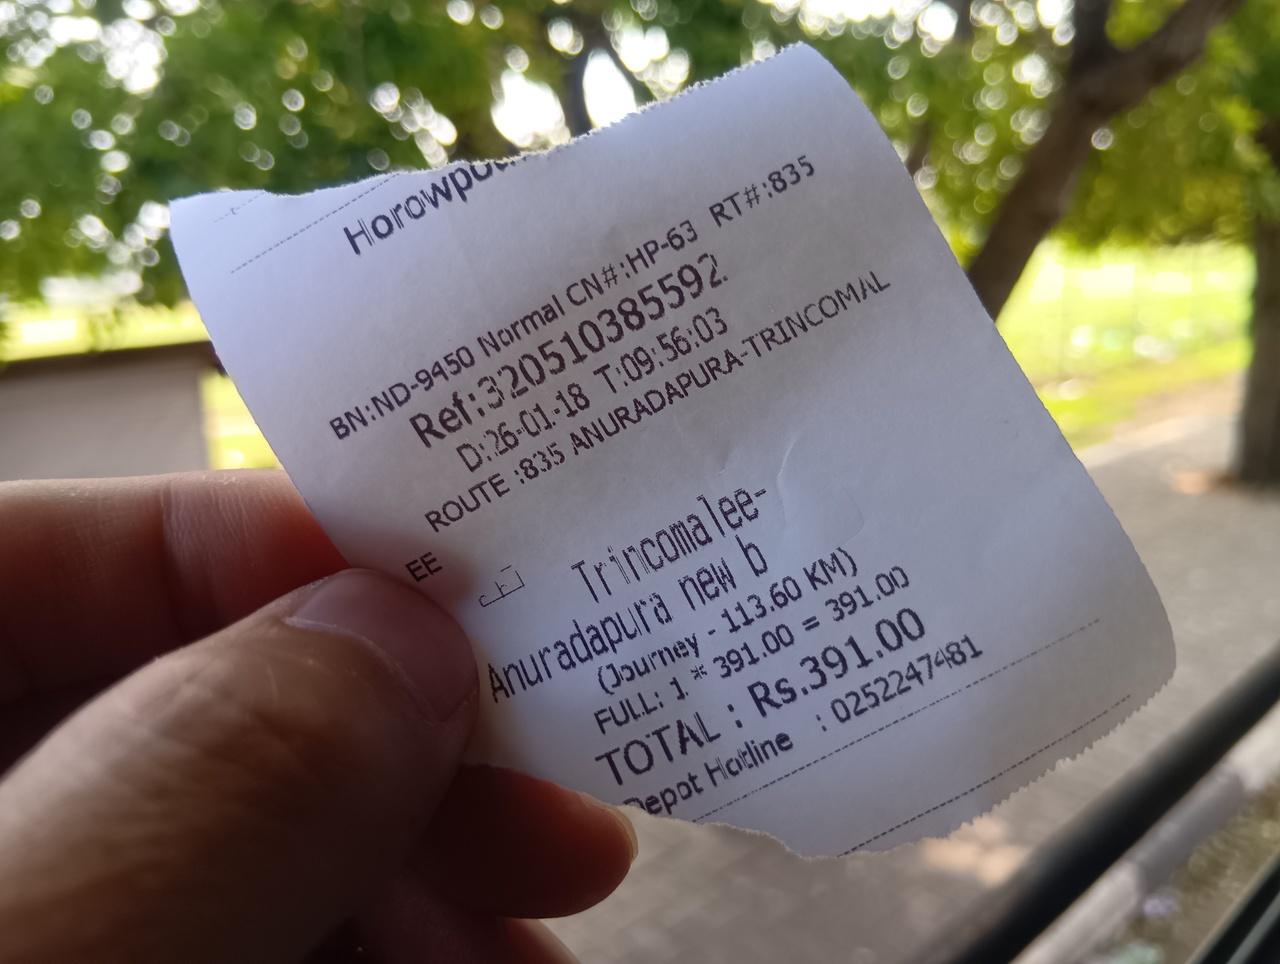 BN:ND-9450 Normal CN#:HP-63 RT#:835
Ref:320510385592
D:26-01-18 T:09:56:03
ROUTE :835 ANURADAPURA-TRINCOMAL
EE
Trincomalee-
Anuradapura new b
(Journey - 113.60 KM)
FULL: 1 * 391.00 = 391.00
TOTAL : Rs.391.00
Depot Hotline : 0252247481